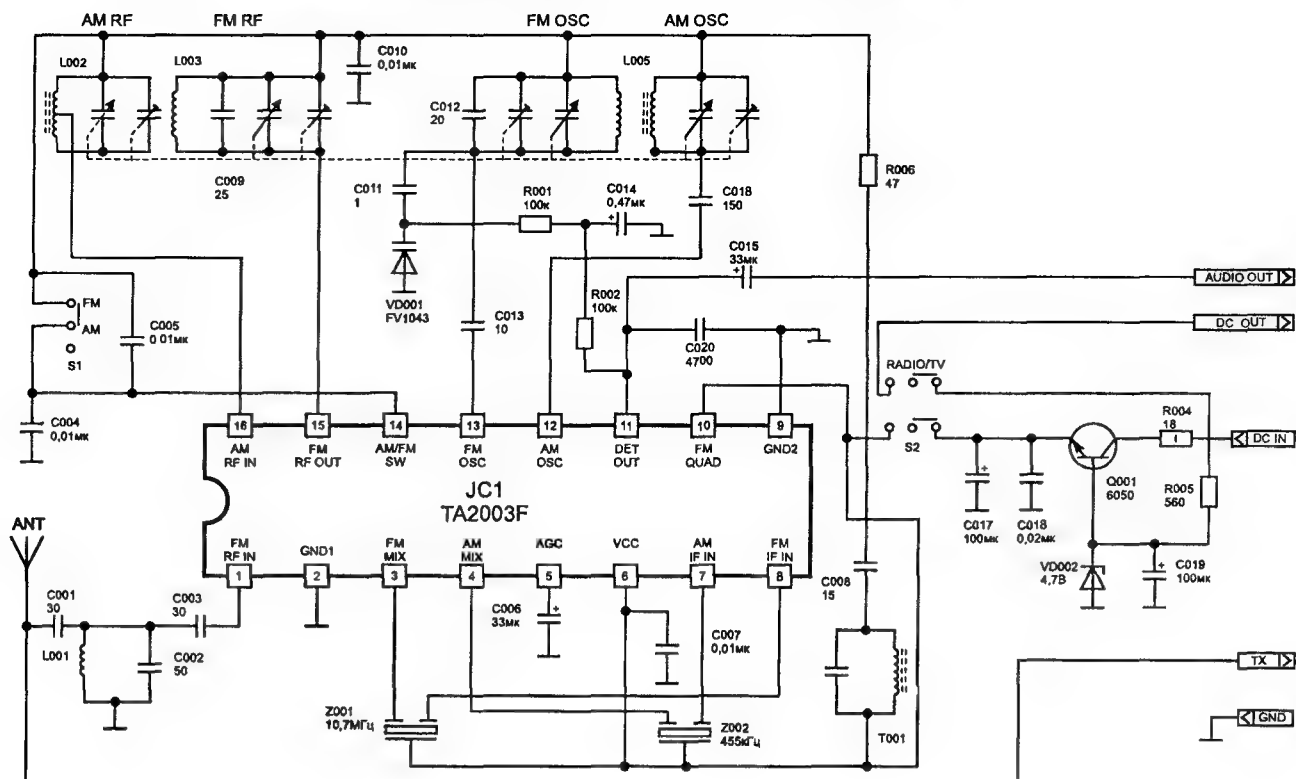 AM RF
FM RF
FM OSC
AM OSC
C010
0,01мк
L002
L003
L005
C012
20
C009
25
C011
1
R001
100к
C014
0,47мк
C018
150
R006
47
C015
33мк
AUDIO OUT
DC OUT
VD001
FV1043
R002
100к
C013
10
C020
4700
FM
AM
S1
C005
0 01мк
C004
0,01мк
RADIO/TV
S2
R004
18
DC IN
Q001
6050
R005
560
C017
100мк
C018
0,02мк
VD002
4,7В
C019
100мк
16
15
14
13
12
11
10
9
AM
RF IN
FM
RF OUT
AM/FM
SW
FM
OSC
AM
OSC
DET
OUT
FM
QUAD
GND2
JC1
TA2003F
FM
RF IN
GND1
FM
MIX
AM
MIX
AGC
VCC
AM
IF IN
FM
IF IN
1
2
3
4
5
6
7
8
ANT
C001
30
C003
30
L001
C002
50
C006
33мк
C007
0,01мк
C008
15
Z001
10,7МГц
Z002
455кГц
T001
TX
GND